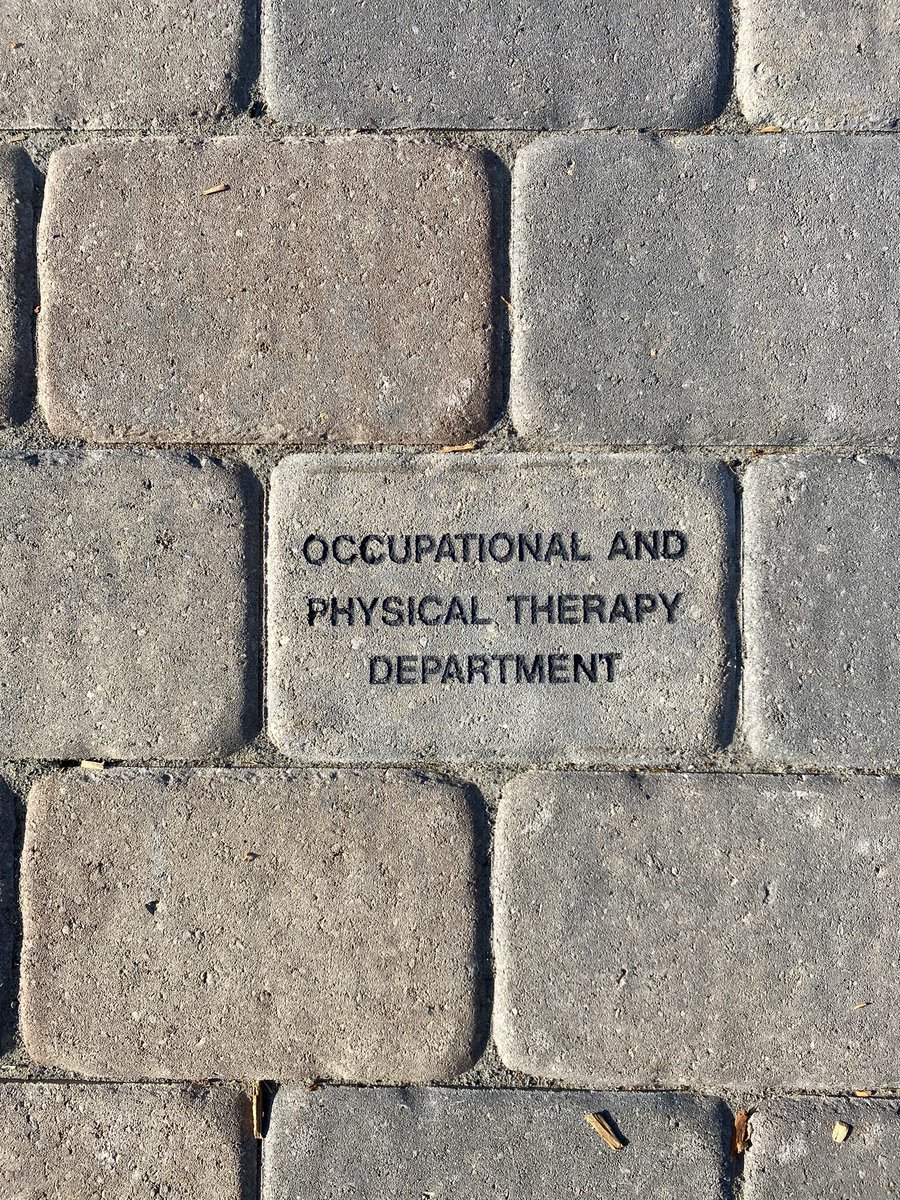 OCCUPATIONAL AND
PHYSICAL THERAPY
DEPARTMENT